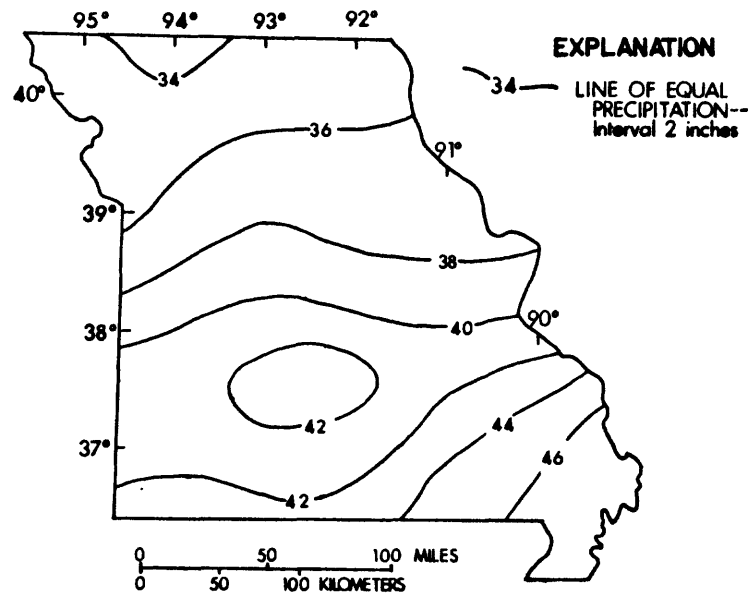 95° 94° 93° 92°
EXPLANATION
34
34
LINE OF EQUAL
PRECIPITATION--
Interval 2 inches
40°
36
91°
39°
38
38°
40
90°
42
44
37°
46
42
0 50 100 MILES
0 50 100 KILOMETERS